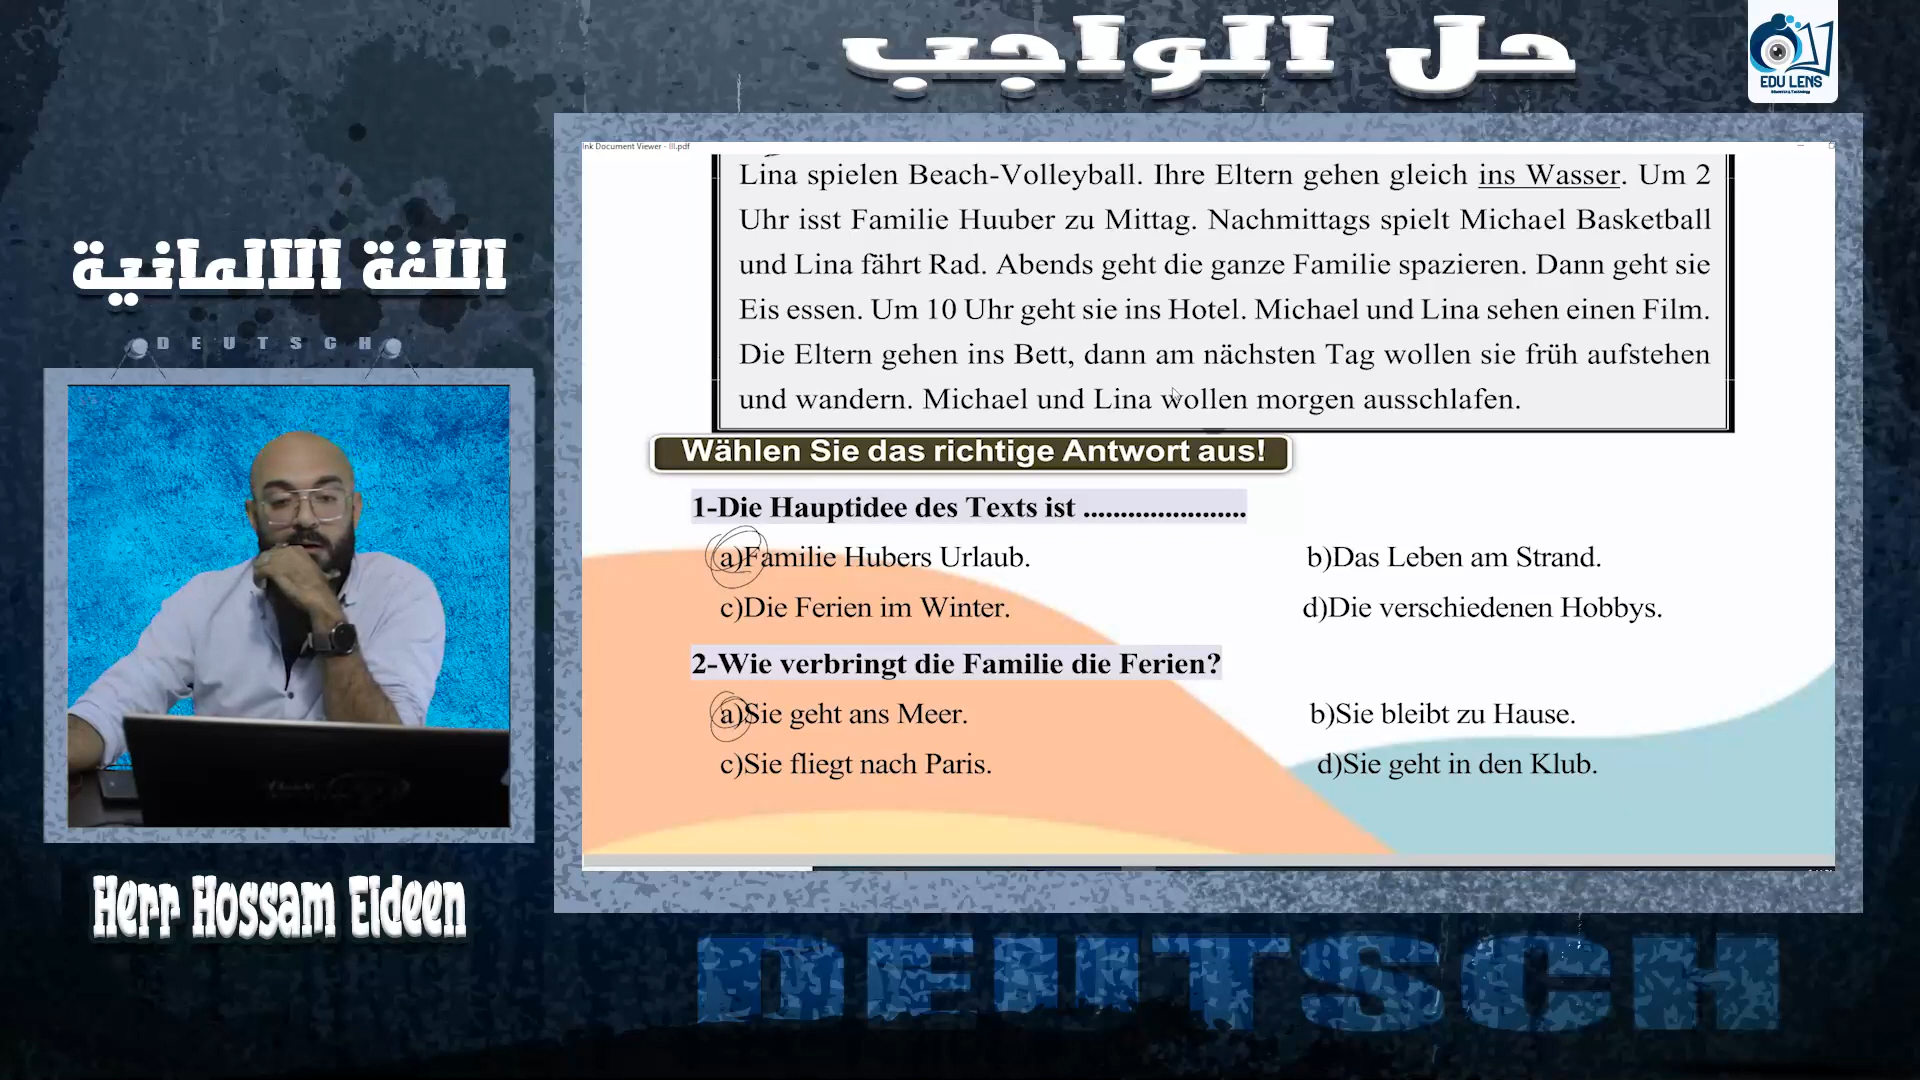 حل الواجب
EDU LENS
اللغة الالمانية
DEUTSCH
Ink Document Viewer - III.pdf
Lina spielen Beach-Volleyball. Ihre Eltern gehen gleich ins Wasser. Um 2
Uhr isst Familie Huuber zu Mittag. Nachmittags spielt Michael Basketball
und Lina fährt Rad. Abends geht die ganze Familie spazieren. Dann geht sie
Eis essen. Um 10 Uhr geht sie ins Hotel. Michael und Lina sehen einen Film.
Die Eltern gehen ins Bett, dann am nächsten Tag wollen sie früh aufstehen
und wandern. Michael und Lina wollen morgen ausschlafen.
Wählen Sie das richtige Antwort aus!
1-Die Hauptidee des Texts ist ......................
a)Familie Hubers Urlaub.
b)Das Leben am Strand.
c)Die Ferien im Winter.
d)Die verschiedenen Hobbys.
2-Wie verbringt die Familie die Ferien?
a)Sie geht ans Meer.
b)Sie bleibt zu Hause.
c)Sie fliegt nach Paris.
d)Sie geht in den Klub.
Herr Hossam Eldeen
DEUTSCH